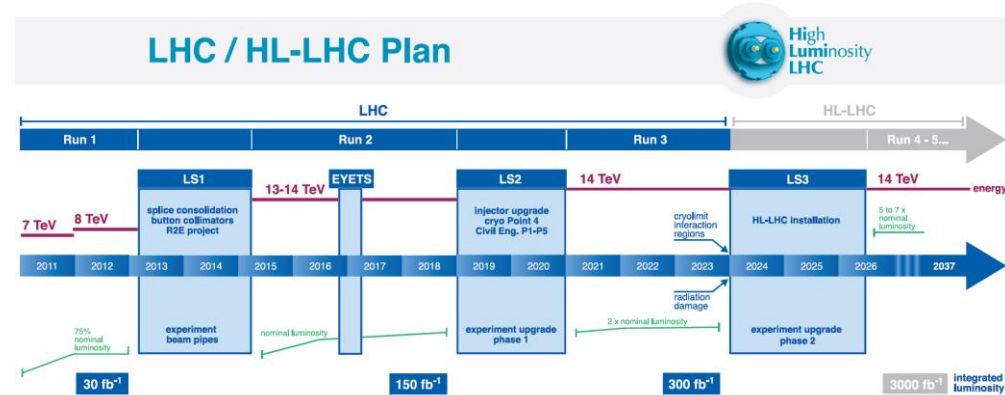 LHC / HL-LHC Plan
High
Luminosity
LHC
LHC
HL-LHC
Run 1
Run 2
Run 3
Run 4 - 5...
LS1
EYETS
LS2
LS3
13-14 TeV
14 TeV
14 TeV
energy
7 TeV
8 TeV
splice consolidation
button collimators
R2E project
injector upgrade
cryo Point 4
Civil Eng. P1-P5
cryolimit
interaction
regions
HL-LHC installation
5 to 7 x
nominal
luminosity
2011 2012 2013 2014 2015 2016 2017 2018 2019 2020 2021 2022 2023 2024 2025 2026 2037
radiation
damage
75%
nominal
luminosity
experiment
beam pipes
nominal luminosity
experiment upgrade
phase 1
2 x nominal luminosity
experiment upgrade
phase 2
30 fb⁻¹
150 fb⁻¹
300 fb⁻¹
3000 fb⁻¹
integrated
luminosity